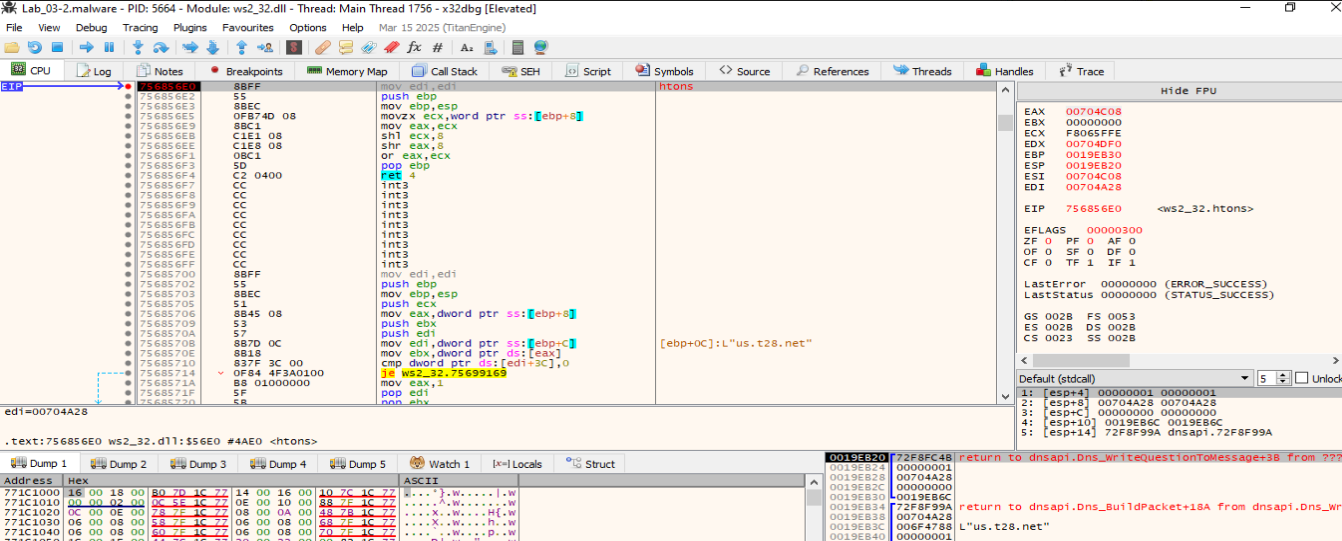 Lab_03-2.malware - PID: 5664 - Module: ws2_32.dll - Thread: Main Thread 1756 - x32dbg [Elevated]
File View Debug Tracing Plugins Favourites Options Help Mar 15 2025 (TitanEngine)
CPU Log Notes Breakpoints Memory Map Call Stack SEH Script Symbols Source References Threads Handles Trace
EIP 756856E0 8BFF mov edi,edi htons
756856E2 55 push ebp
756856E3 8BEC mov ebp,esp
756856E5 0FB74D 08 movzx ecx,word ptr ss:[ebp+8]
756856E9 8BC1 mov eax,ecx
756856EB C1E1 08 shl ecx,8
756856EE C1E8 08 shr eax,8
756856F1 0BC1 or eax,ecx
756856F3 5D pop ebp
756856F4 C2 0400 ret 4
756856F7 CC int3
756856F8 CC int3
756856F9 CC int3
756856FA CC int3
756856FB CC int3
756856FC CC int3
756856FD CC int3
756856FE CC int3
756856FF CC int3
75685700 8BFF mov edi,edi
75685702 55 push ebp
75685703 8BEC mov ebp,esp
75685705 51 push ecx
75685706 8B45 08 mov eax,dword ptr ss:[ebp+8]
75685709 53 push ebx
7568570A 57 push edi
7568570B 8B7D 0C mov edi,dword ptr ss:[ebp+C] [ebp+0C]:L"us.t28.net"
7568570E 8B18 mov ebx,dword ptr ds:[eax]
75685710 837F 3C 00 cmp dword ptr ds:[edi+3C],0
75685714 0F84 4F3A0100 je ws2_32.75699169
7568571A B8 01000000 mov eax,1
7568571F 5F pop edi
75685720 5B pop ebx
Hide FPU
EAX 00704C08
EBX 00000000
ECX F8065FFE
EDX 00704DF0
EBP 0019EB30
ESP 0019EB20
ESI 00704C08
EDI 00704A28
EIP 756856E0 <ws2_32.htons>
EFLAGS 00000300
ZF 0 PF 0 AF 0
OF 0 SF 0 DF 0
CF 0 TF 1 IF 1
LastError 00000000 (ERROR_SUCCESS)
LastStatus 00000000 (STATUS_SUCCESS)
GS 002B FS 0053
ES 002B DS 002B
CS 0023 SS 002B
Default (stdcall) 5 Unlock
1: [esp+4] 00000001 00000001
2: [esp+8] 00704A28 00704A28
3: [esp+C] 00000000 00000000
4: [esp+10] 0019EB6C 0019EB6C
5: [esp+14] 72F8F99A dnsapi.72F8F99A
edi=00704A28
.text:756856E0 ws2_32.dll:$56E0 #4AE0 <htons>
Dump 1 Dump 2 Dump 3 Dump 4 Dump 5 Watch 1 [x=] Locals Struct
Address Hex ASCII
771C1000 16 00 18 00 B0 7D 1C 77 14 00 16 00 10 7C 1C 77 ....°}.w.....|.w
771C1010 00 00 02 00 0C 5E 1C 77 0E 00 10 00 88 7F 1C 77 .....^.w.......w
771C1020 0C 00 0E 00 78 7F 1C 77 08 00 0A 00 48 7B 1C 77 ....x..w....H{.w
771C1030 06 00 08 00 58 7F 1C 77 06 00 08 00 68 7F 1C 77 ....X..w....h..w
771C1040 06 00 08 00 60 7F 1C 77 06 00 08 00 70 7F 1C 77 ....`..w....p..w
0019EB20 72F8FC4B return to dnsapi.Dns_WriteQuestionToMessage+3B from ???
0019EB24 00000001
0019EB28 00704A28
0019EB2C 00000000
0019EB30 0019EB6C
0019EB34 72F8F99A return to dnsapi.Dns_BuildPacket+18A from dnsapi.Dns_Wr
0019EB38 00704A28
0019EB3C 006F4788 L"us.t28.net"
0019EB40 00000001